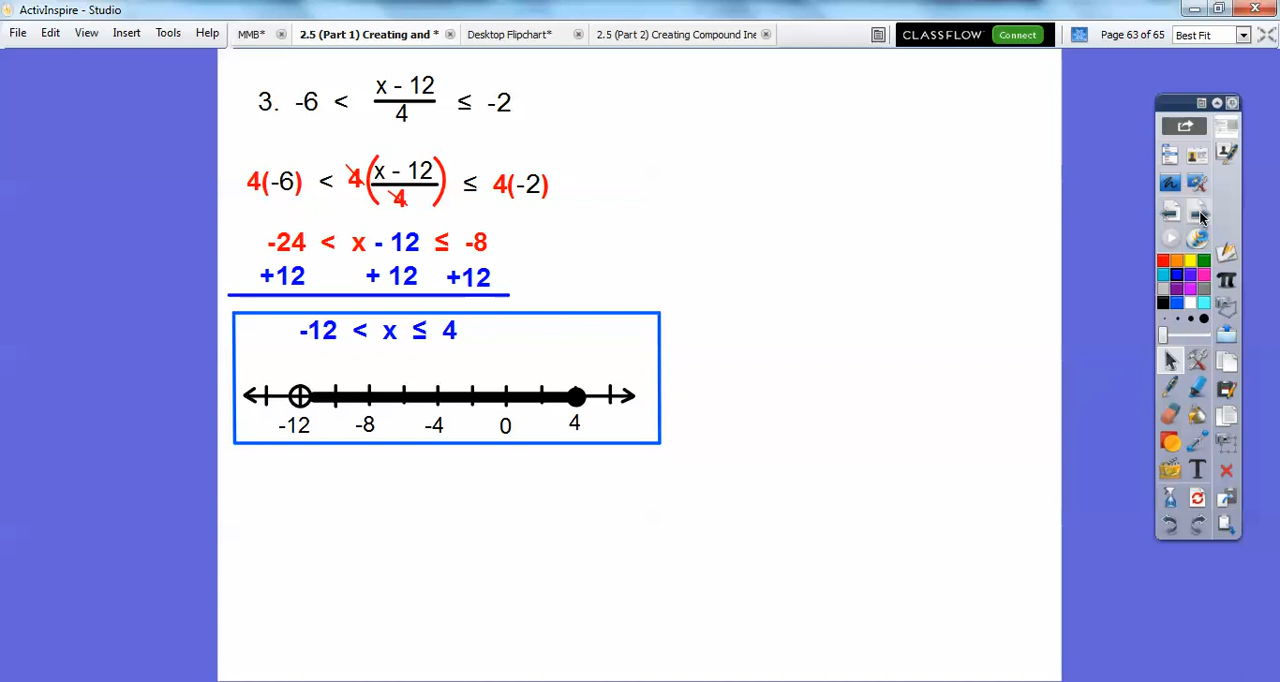 ActivInspire - Studio
File Edit View Insert Tools Help MMB* 2.5 (Part 1) Creating and * Desktop Flipchart* 2.5 (Part 2) Creating Compound Ine CLASSFLOW Connect Page 63 of 65 Best Fit
3. -6 < (x - 12)/4 ≤ -2
4(-6) < 4((x - 12)/4) ≤ 4(-2)
-24 < x - 12 ≤ -8
+12 + 12 +12
-12 < x ≤ 4
-12 -8 -4 0 4